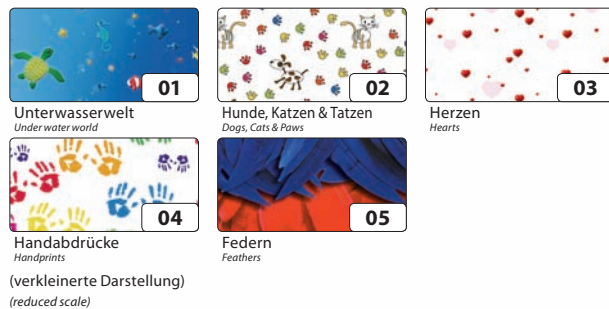 01
Unterwasserwelt
Under water world
02
Hunde, Katzen & Tatzen
Dogs, Cats & Paws
03
Herzen
Hearts
04
Handabdrücke
Handprints
05
Federn
Feathers
(verkleinerte Darstellung)
(reduced scale)